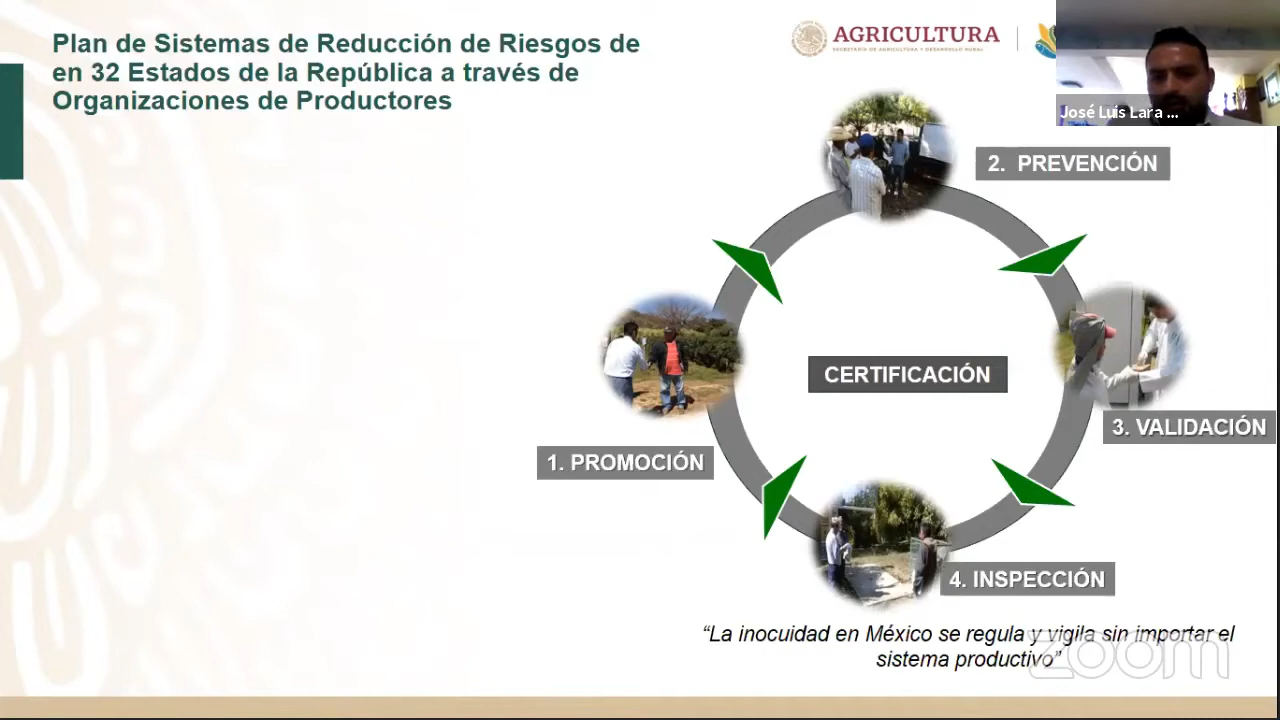 Plan de Sistemas de Reducción de Riesgos de
en 32 Estados de la República a través de
Organizaciones de Productores
AGRICULTURA
SECRETARÍA DE AGRICULTURA Y DESARROLLO RURAL
José Luis Lara ...
2. PREVENCIÓN
CERTIFICACIÓN
3. VALIDACIÓN
1. PROMOCIÓN
4. INSPECCIÓN
“La inocuidad en México se regula y vigila sin importar el
sistema productivo”
zoom